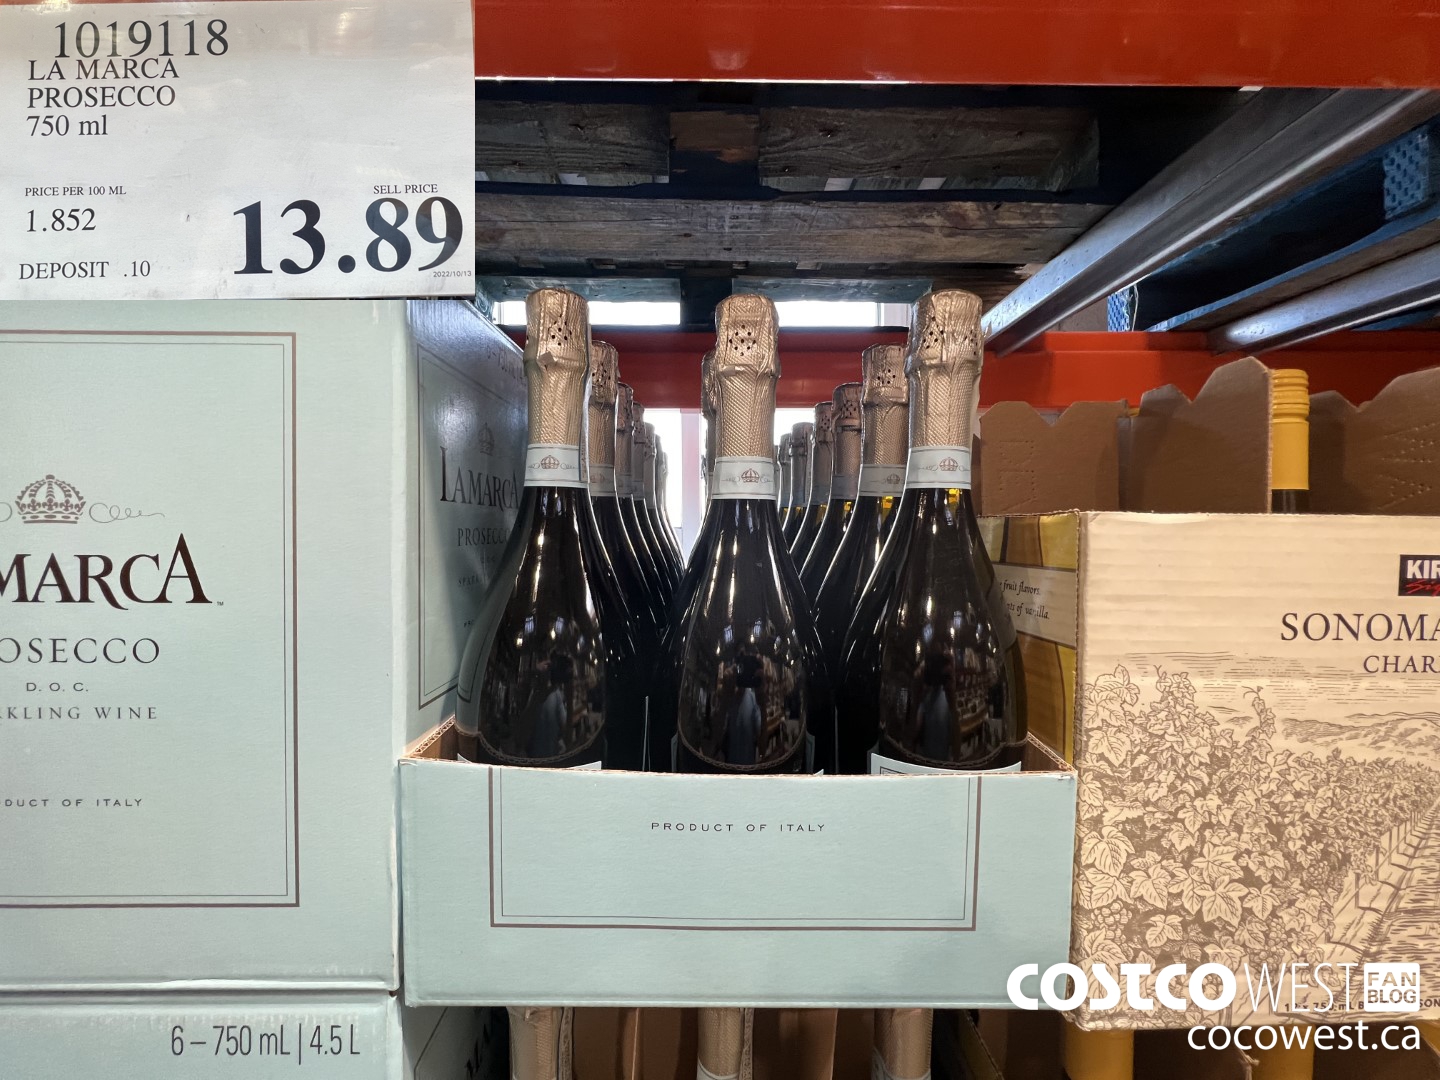 1019118
LA MARCA
PROSECCO
750 ml
PRICE PER 100 ML
1.852
SELL PRICE
13.89
DEPOSIT .10
2022/10/13
MARCA
™
OSECCO
D.O.C.
KLING WINE
DUCT OF ITALY
6 – 750 mL | 4.5 L
LAMARCA
PROSECCO
PRODUCT OF ITALY
fruit flavors.
of vanilla.
KIR
SONOMA
CHAR
COSTCO WEST FAN BLOG
cocowest.ca